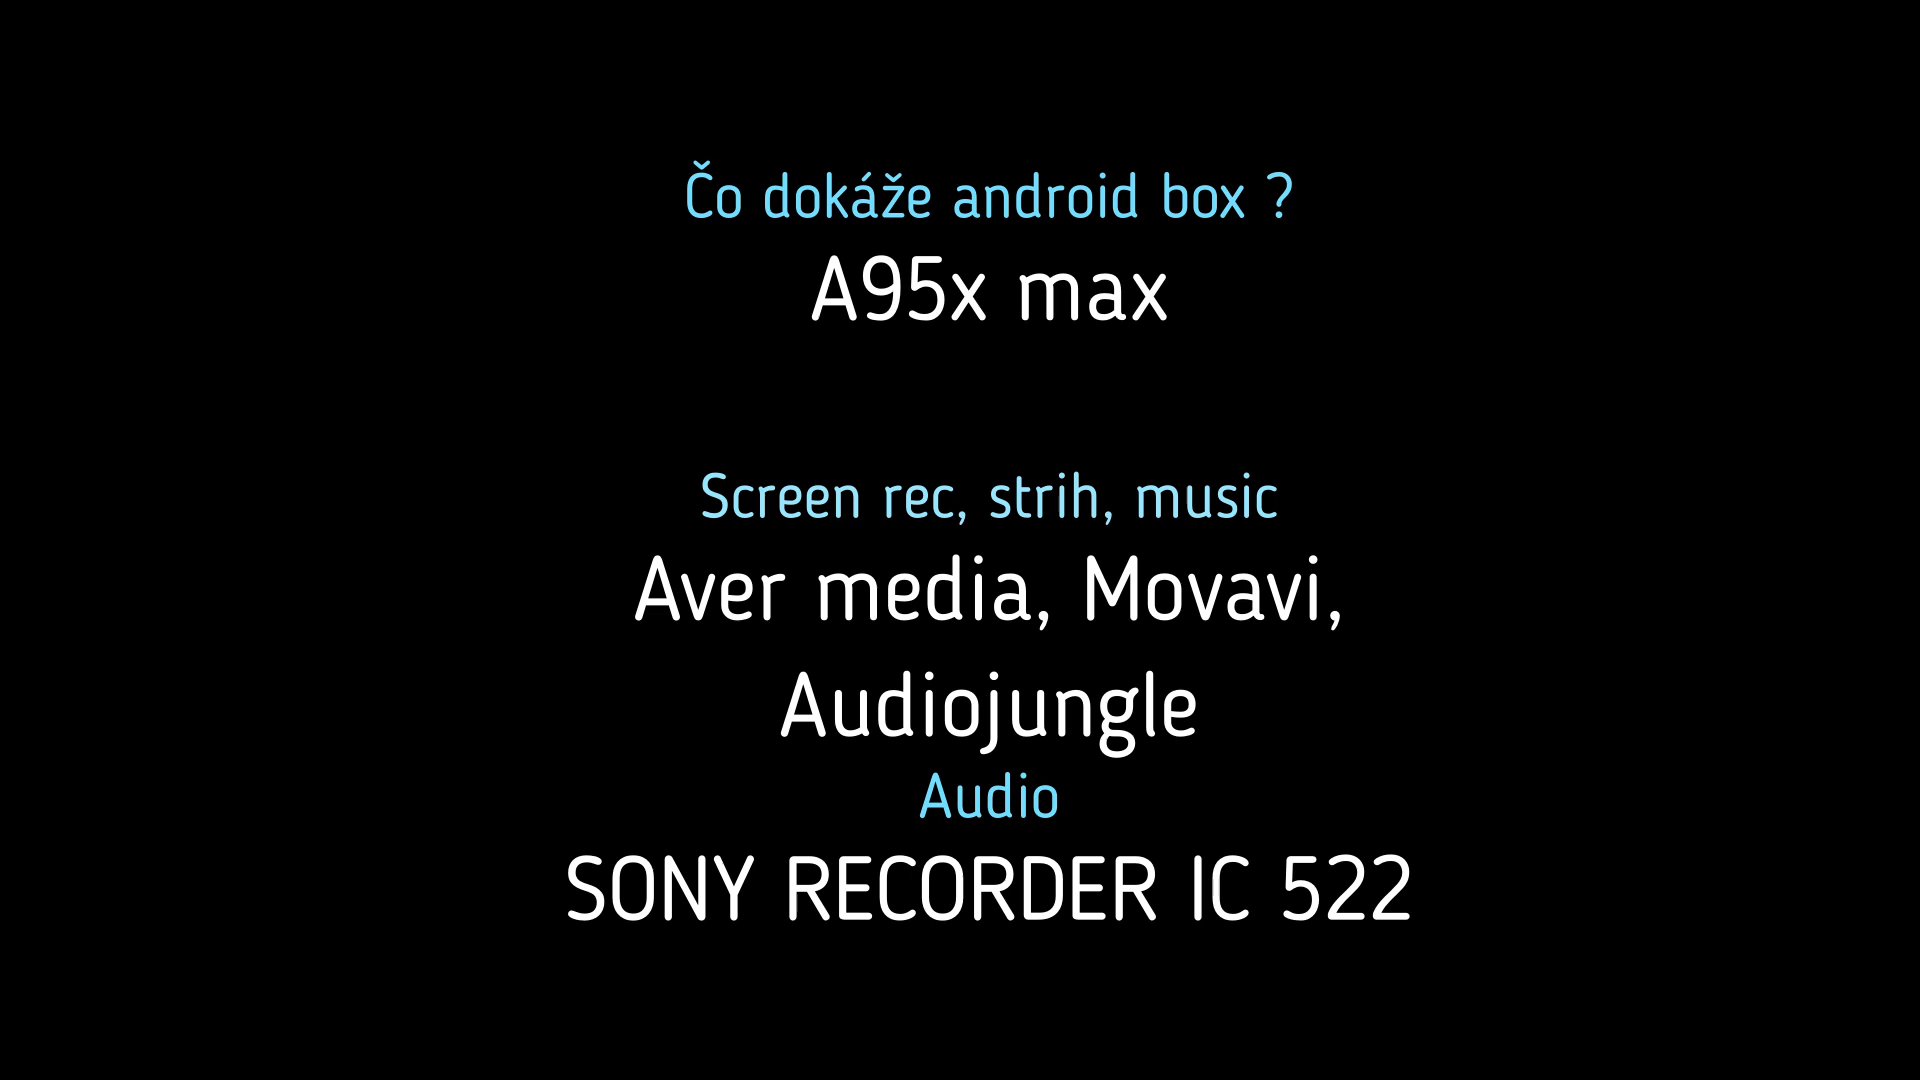 Čo dokáže android box ?
A95x max
Screen rec, strih, music
Aver media, Movavi,
Audiojungle
Audio
SONY RECORDER IC 522